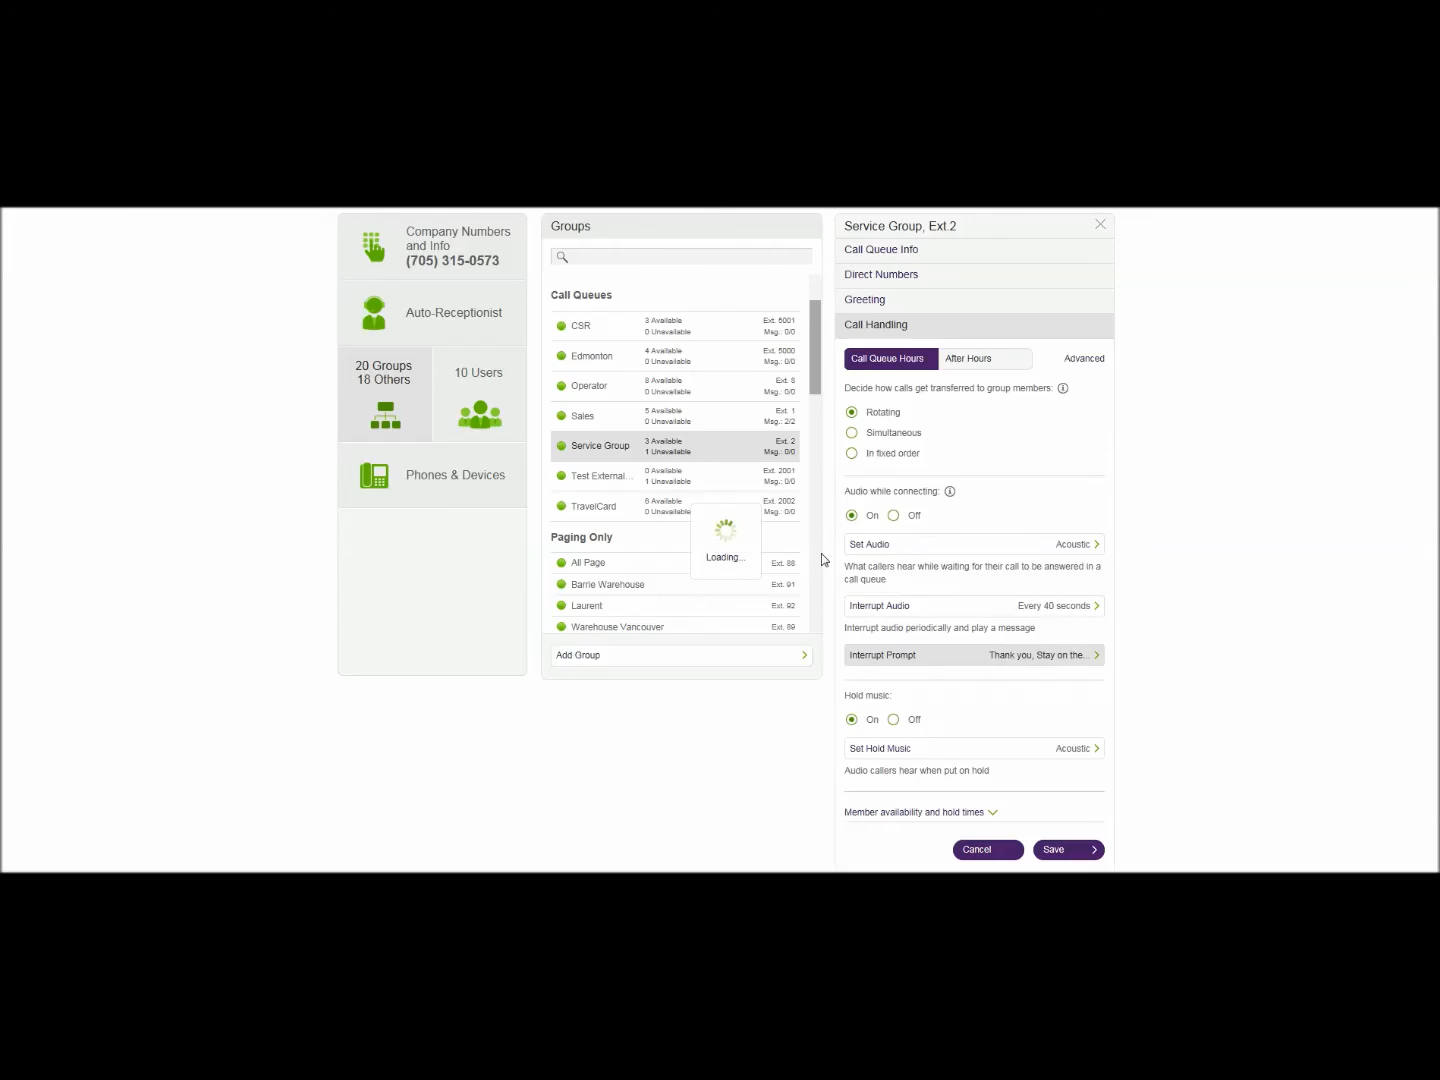 Company Numbers
and Info
(705) 315-0573
Auto-Receptionist
20 Groups
18 Others
10 Users
Phones & Devices
Groups
Call Queues
CSR 3 Available Ext. 5001
0 Unavailable Msg.: 0/0
Edmonton 4 Available Ext. 5000
0 Unavailable Msg.: 0/0
Operator 8 Available Ext. 8
0 Unavailable Msg.: 0/0
Sales 5 Available Ext. 1
0 Unavailable Msg.: 2/2
Service Group 3 Available Ext. 2
1 Unavailable Msg.: 0/0
Test External... 0 Available Ext. 2001
1 Unavailable Msg.: 0/0
TravelCard 6 Available Ext. 2002
0 Unavailable Msg.: 0/0
Loading...
Paging Only
All Page Ext. 88
Barrie Warehouse Ext. 91
Laurent Ext. 92
Warehouse Vancouver Ext. 89
Add Group
Service Group, Ext.2
Call Queue Info
Direct Numbers
Greeting
Call Handling
Call Queue Hours After Hours Advanced
Decide how calls get transferred to group members:
Rotating
Simultaneous
In fixed order
Audio while connecting:
On Off
Set Audio Acoustic
What callers hear while waiting for their call to be answered in a
call queue
Interrupt Audio Every 40 seconds
Interrupt audio periodically and play a message
Interrupt Prompt Thank you, Stay on the...
Hold music:
On Off
Set Hold Music Acoustic
Audio callers hear when put on hold
Member availability and hold times
Cancel Save